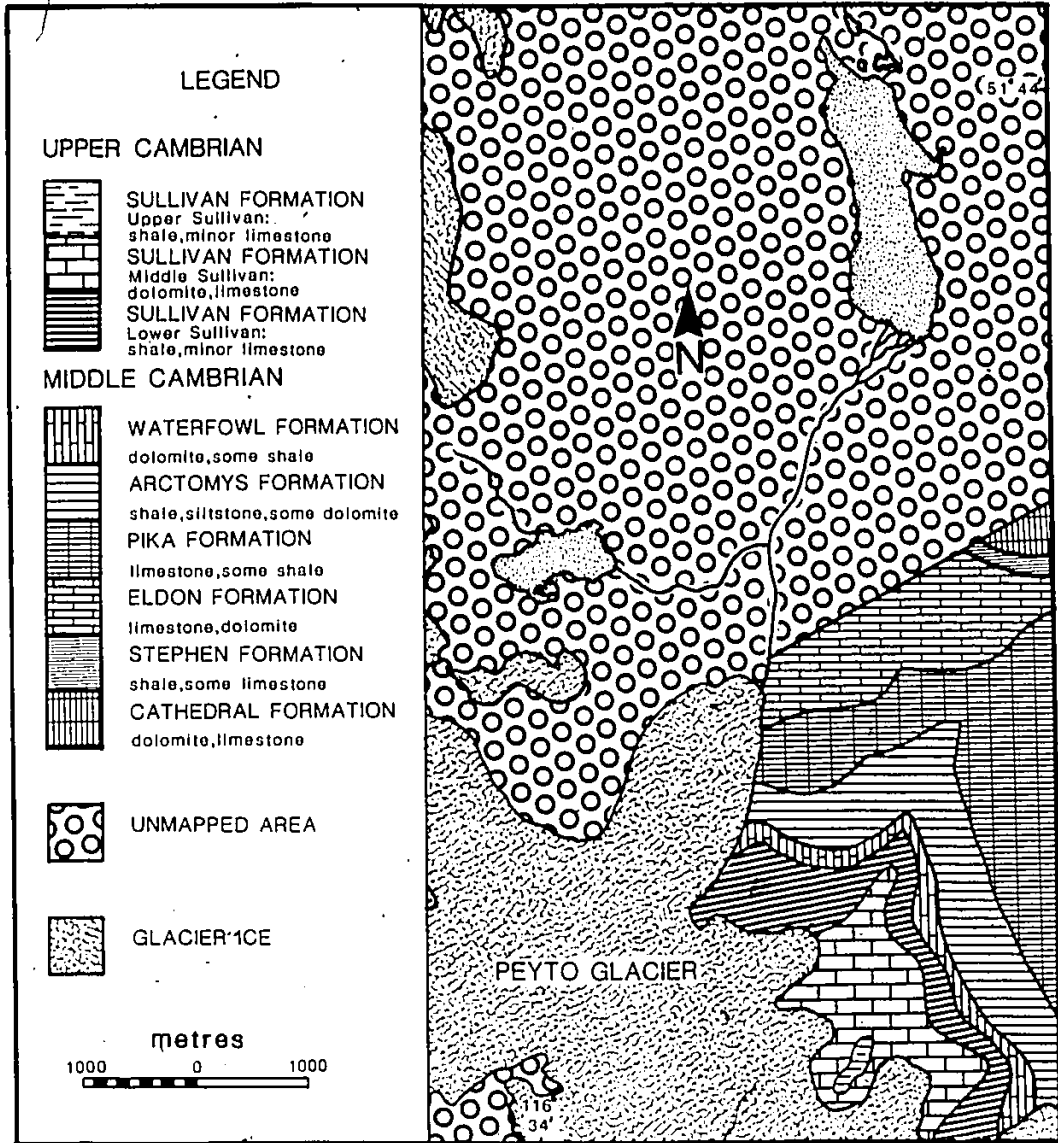 LEGEND
UPPER CAMBRIAN
SULLIVAN FORMATION
Upper Sullivan:
shale,minor limestone
SULLIVAN FORMATION
Middle Sullivan:
dolomite,limestone
SULLIVAN FORMATION
Lower Sullivan:
shale,minor limestone
MIDDLE CAMBRIAN
WATERFOWL FORMATION
dolomite,some shale
ARCTOMYS FORMATION
shale,siltstone,some dolomite
PIKA FORMATION
limestone,some shale
ELDON FORMATION
limestone,dolomite
STEPHEN FORMATION
shale,some limestone
CATHEDRAL FORMATION
dolomite,limestone
UNMAPPED AREA
GLACIER ICE
metres
1000 0 1000
51°44'
N
PEYTO GLACIER
116°
34'